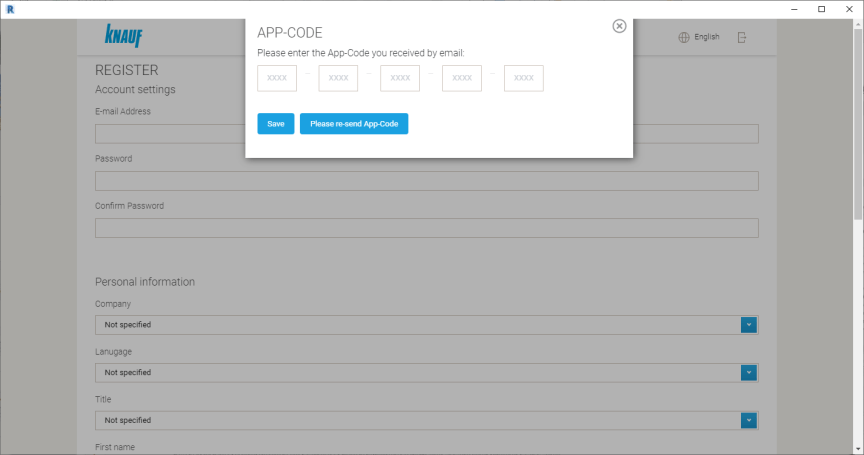 R
KNAUF
English
APP-CODE
Please enter the App-Code you received by email:
XXXX – XXXX – XXXX – XXXX – XXXX
Save Please re-send App-Code
REGISTER
Account settings
E-mail Address
Password
Confirm Password
Personal information
Company
Not specified
Lanugage
Not specified
Title
Not specified
First name